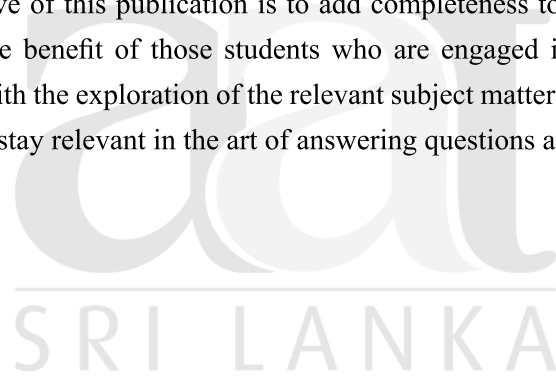 ve of this publication is to add completeness to
e benefit of those students who are engaged i
ith the exploration of the relevant subject matter
stay relevant in the art of answering questions a
aat
SRI LANKA